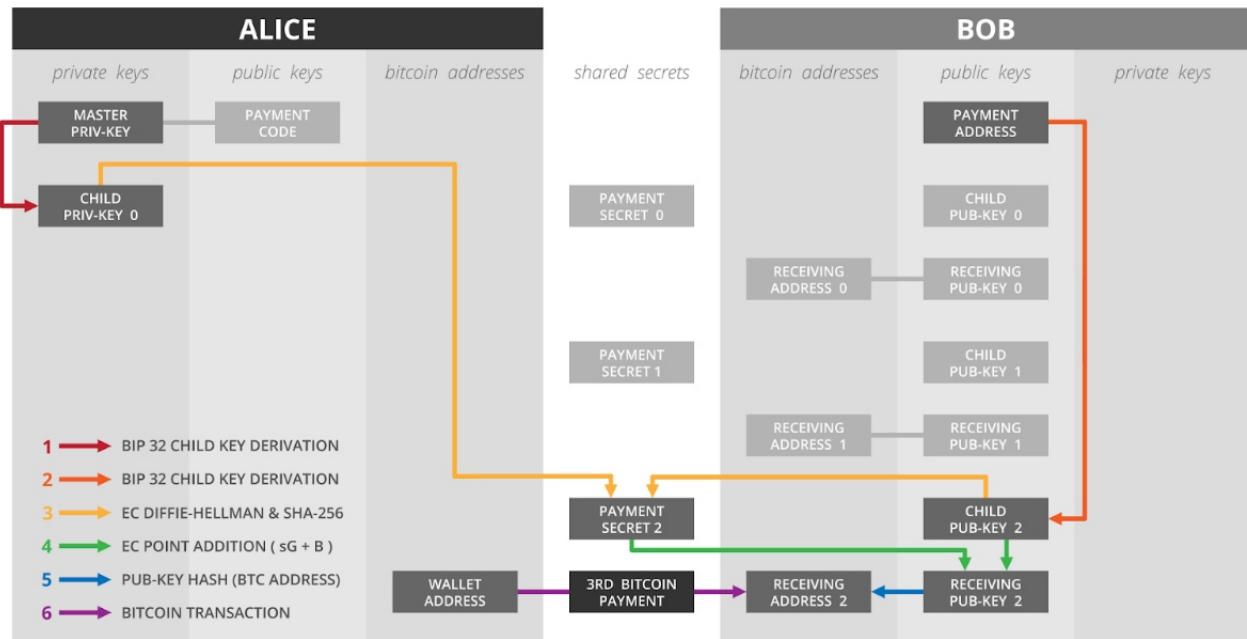 ALICE
BOB
private keys
public keys
bitcoin addresses
shared secrets
bitcoin addresses
public keys
private keys
MASTER
PRIV-KEY
PAYMENT
CODE
PAYMENT
ADDRESS
CHILD
PRIV-KEY 0
PAYMENT
SECRET 0
CHILD
PUB-KEY 0
RECEIVING
ADDRESS 0
RECEIVING
PUB-KEY 0
PAYMENT
SECRET 1
CHILD
PUB-KEY 1
RECEIVING
ADDRESS 1
RECEIVING
PUB-KEY 1
1 BIP 32 CHILD KEY DERIVATION
2 BIP 32 CHILD KEY DERIVATION
3 EC DIFFIE-HELLMAN & SHA-256
4 EC POINT ADDITION ( sG + B )
5 PUB-KEY HASH (BTC ADDRESS)
6 BITCOIN TRANSACTION
PAYMENT
SECRET 2
CHILD
PUB-KEY 2
WALLET
ADDRESS
3RD BITCOIN
PAYMENT
RECEIVING
ADDRESS 2
RECEIVING
PUB-KEY 2